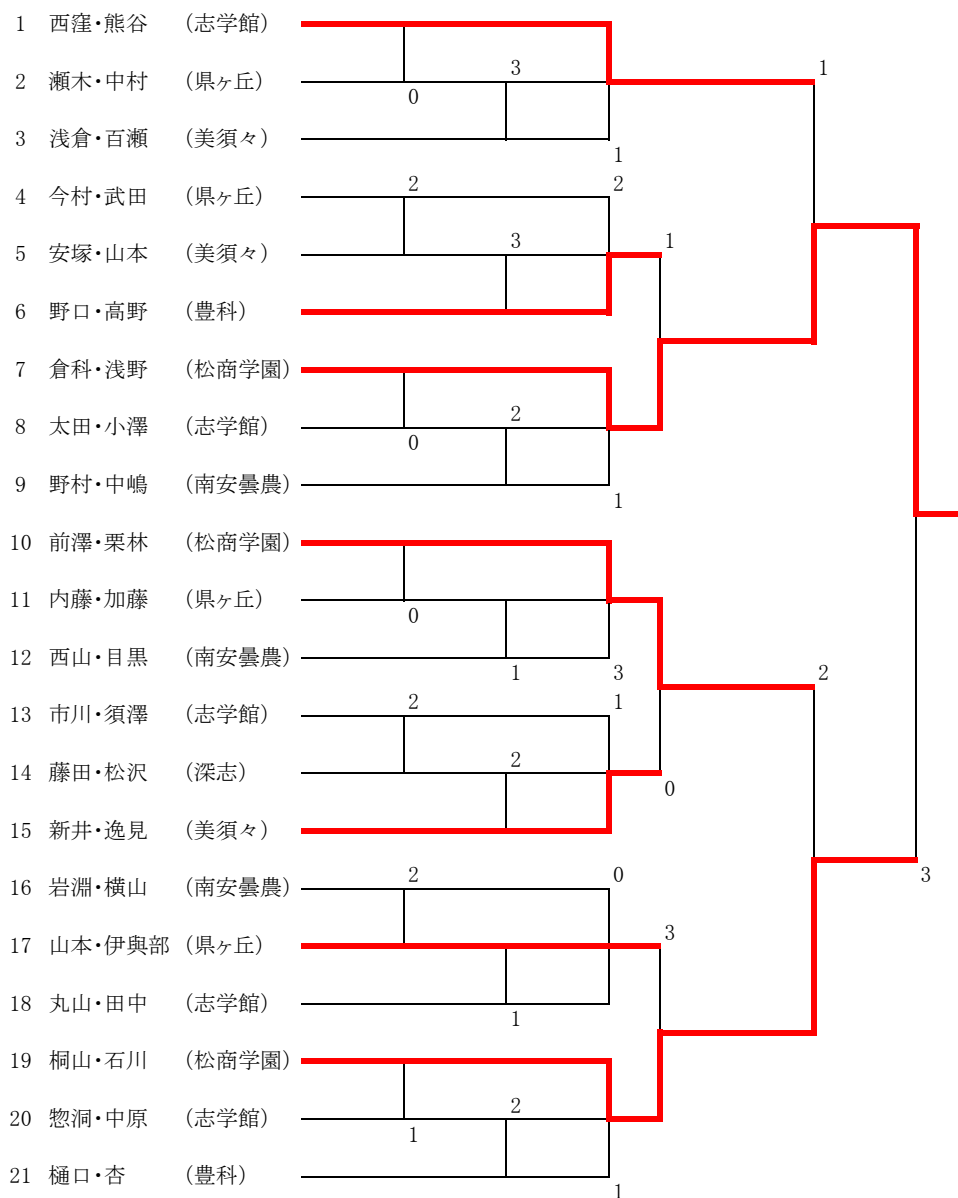 1 西窪・熊谷 (志学館)
1
2 瀬木・中村 (県ヶ丘)
3
0
3 浅倉・百瀬 (美須々)
1
4 今村・武田 (県ヶ丘)
2
2
5 安塚・山本 (美須々)
3
1
6 野口・高野 (豊科)
7 倉科・浅野 (松商学園)
8 太田・小澤 (志学館)
2
0
9 野村・中嶋 (南安曇農)
1
10 前澤・栗林 (松商学園)
11 内藤・加藤 (県ヶ丘)
0
12 西山・目黒 (南安曇農)
1
3
2
13 市川・須澤 (志学館)
2
1
14 藤田・松沢 (深志)
2
0
15 新井・逸見 (美須々)
16 岩淵・横山 (南安曇農)
2
0
3
17 山本・伊與部 (県ヶ丘)
3
18 丸山・田中 (志学館)
1
19 桐山・石川 (松商学園)
20 惣洞・中原 (志学館)
2
1
21 樋口・杏 (豊科)
1